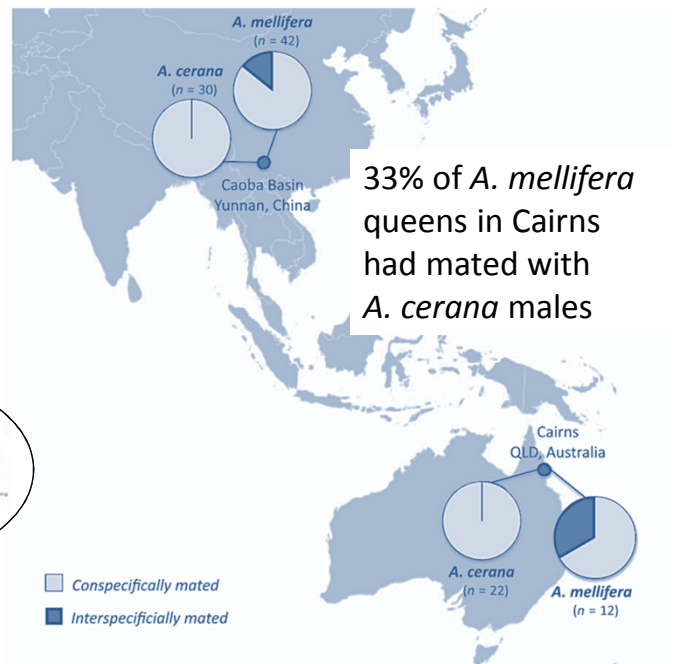 A. mellifera
(n = 42)
A. cerana
(n = 30)
Caoba Basin
Yunnan, China
33% of A. mellifera
queens in Cairns
had mated with
A. cerana males
Cairns
QLD, Australia
A. cerana
(n = 22)
A. mellifera
(n = 12)
Conspecifically mated
Interspecificially mated